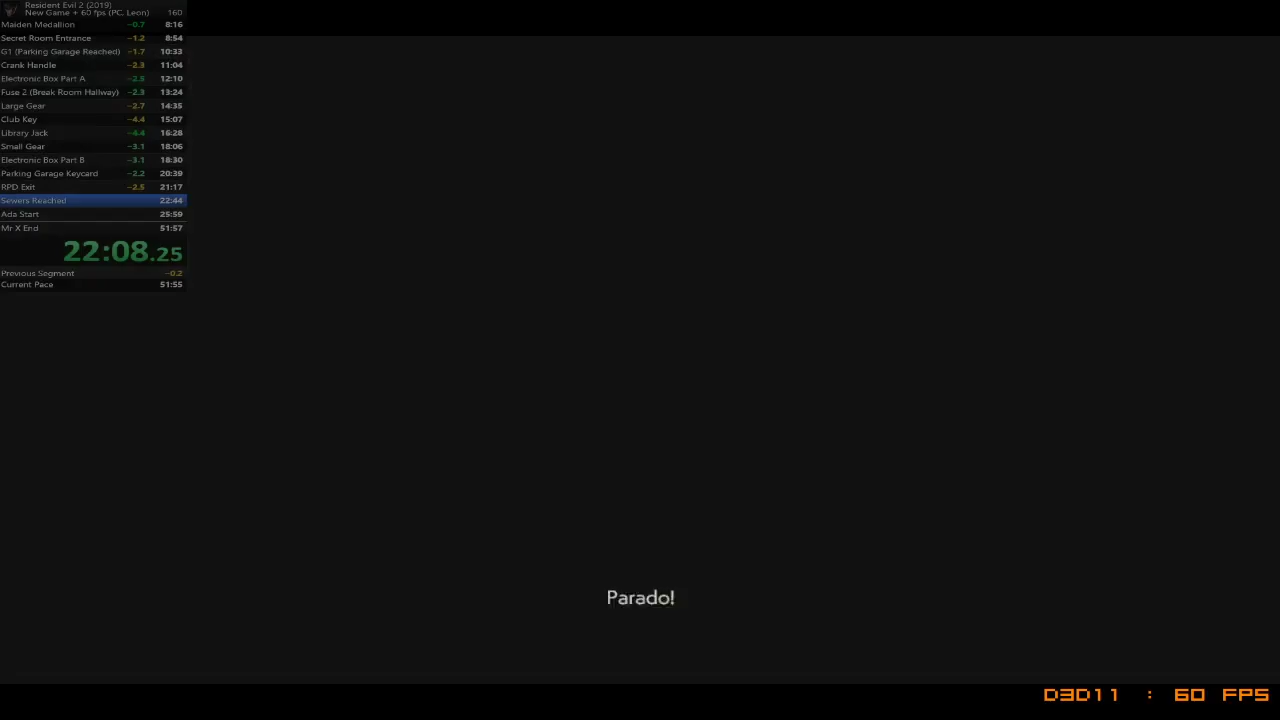 Resident Evil 2 (2019)
New Game + 60 fps (PC, Leon) 160
Maiden Medallion −0.7 8:16
Secret Room Entrance −1.2 8:54
G1 (Parking Garage Reached) −1.7 10:33
Crank Handle −2.3 11:04
Electronic Box Part A −2.5 12:10
Fuse 2 (Break Room Hallway) −2.3 13:24
Large Gear −2.7 14:35
Club Key −4.4 15:07
Library Jack −4.4 16:28
Small Gear −3.1 18:06
Electronic Box Part B −3.1 18:30
Parking Garage Keycard −2.2 20:39
RPD Exit −2.5 21:17
Sewers Reached 22:44
Ada Start 25:59
Mr X End 51:57
22:08.25
Previous Segment −0.2
Current Pace 51:55
Parado!
D3D11 : 60 FPS